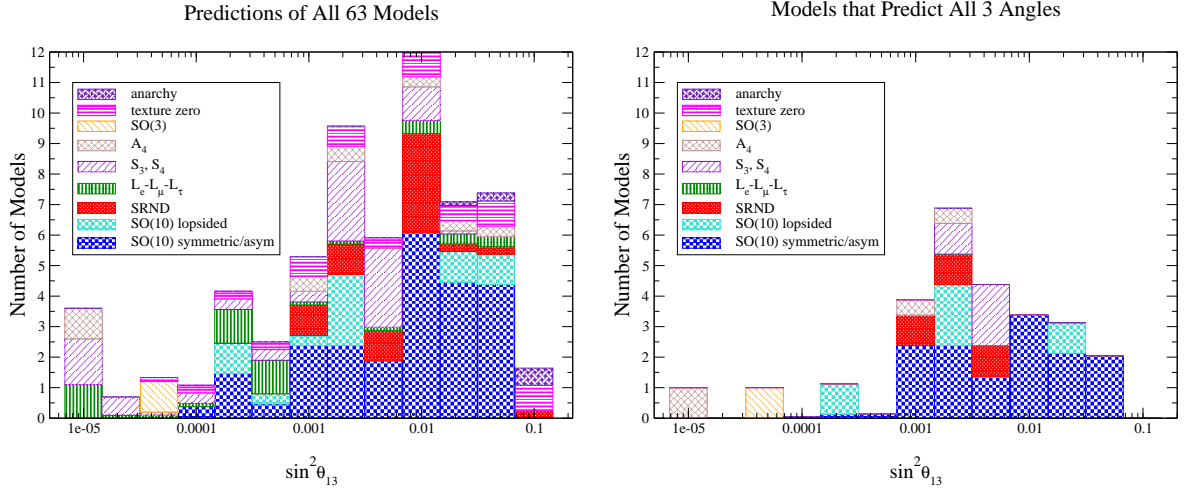 Predictions of All 63 Models
12
11
10
9
8
7
6
5
4
3
2
1
0
Number of Models
1e-05 0.0001 0.001 0.01 0.1
sin²θ₁₃
anarchy
texture zero
SO(3)
A₄
S₃, S₄
Lₑ-L_μ-L_τ
SRND
SO(10) lopsided
SO(10) symmetric/asym
Models that Predict All 3 Angles
12
11
10
9
8
7
6
5
4
3
2
1
0
Number of Models
1e-05 0.0001 0.001 0.01 0.1
sin²θ₁₃
anarchy
texture zero
SO(3)
A₄
S₃, S₄
Lₑ-L_μ-L_τ
SRND
SO(10) lopsided
SO(10) symmetric/asym